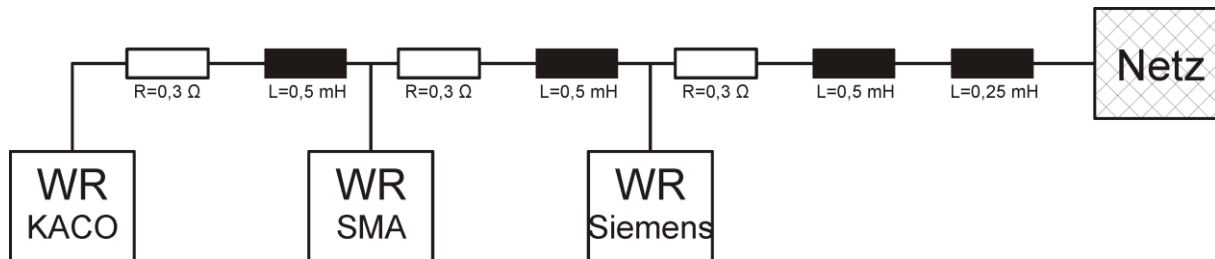 R=0,3 Ω
L=0,5 mH
R=0,3 Ω
L=0,5 mH
R=0,3 Ω
L=0,5 mH
L=0,25 mH
Netz
WR
KACO
WR
SMA
WR
Siemens